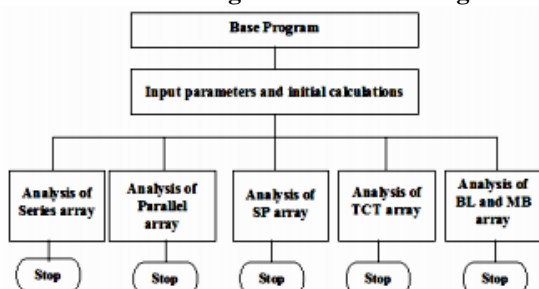 Base Program
Input parameters and initial calculations
Analysis of
Series array
Analysis of
Parallel
array
Analysis of
SP array
Analysis of
TCT array
Analysis of
BL and MB
array
Stop
Stop
Stop
Stop
Stop